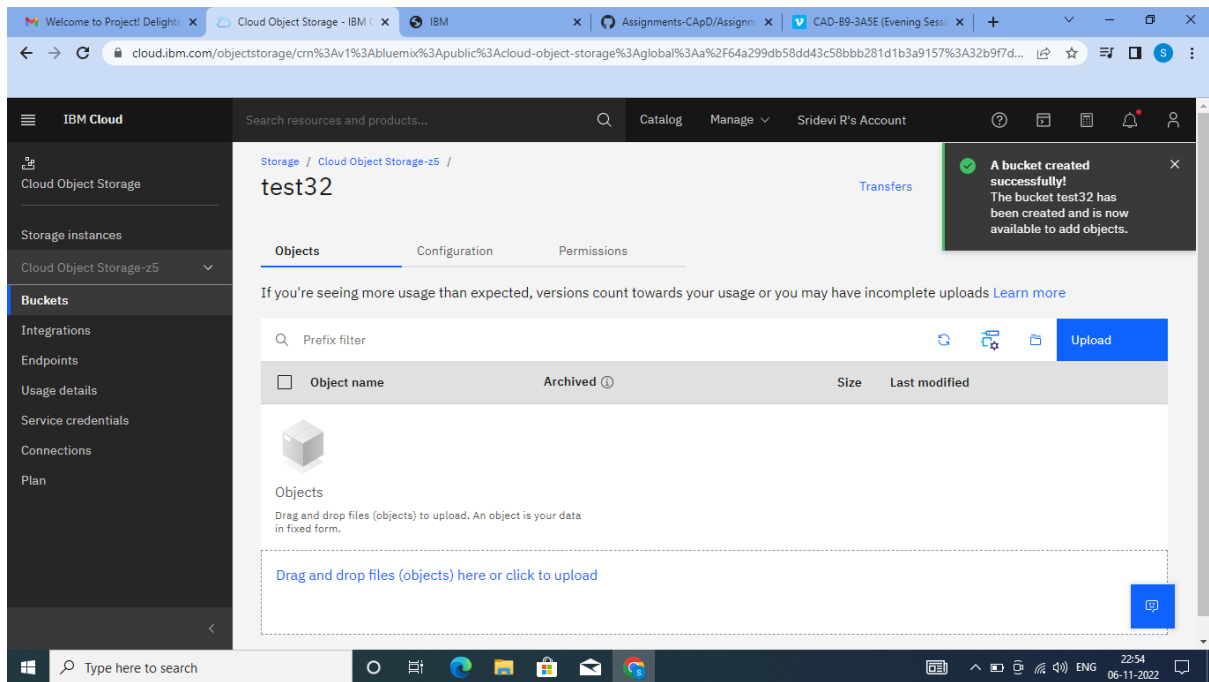 Welcome to Project! Delighte
Cloud Object Storage - IBM C
IBM
Assignments-CApD/Assignm
CAD-B9-3A5E (Evening Sessi
cloud.ibm.com/objectstorage/crn%3Av1%3Abluemix%3Apublic%3Acloud-object-storage%3Aglobal%3Aa%2F64a299db58dd43c58bbb281d1b3a9157%3A32b9f7d...
S
IBM Cloud
Search resources and products...
Catalog
Manage
Sridevi R's Account
Cloud Object Storage
Storage instances
Cloud Object Storage-z5
Buckets
Integrations
Endpoints
Usage details
Service credentials
Connections
Plan
Storage / Cloud Object Storage-z5 /
test32
Transfers
A bucket created
successfully!
The bucket test32 has
been created and is now
available to add objects.
Objects
Configuration
Permissions
If you're seeing more usage than expected, versions count towards your usage or you may have incomplete uploads Learn more
Prefix filter
Upload
Object name
Archived
Size
Last modified
Objects
Drag and drop files (objects) to upload. An object is your data
in fixed form.
Drag and drop files (objects) here or click to upload
Type here to search
ENG
22:54
06-11-2022